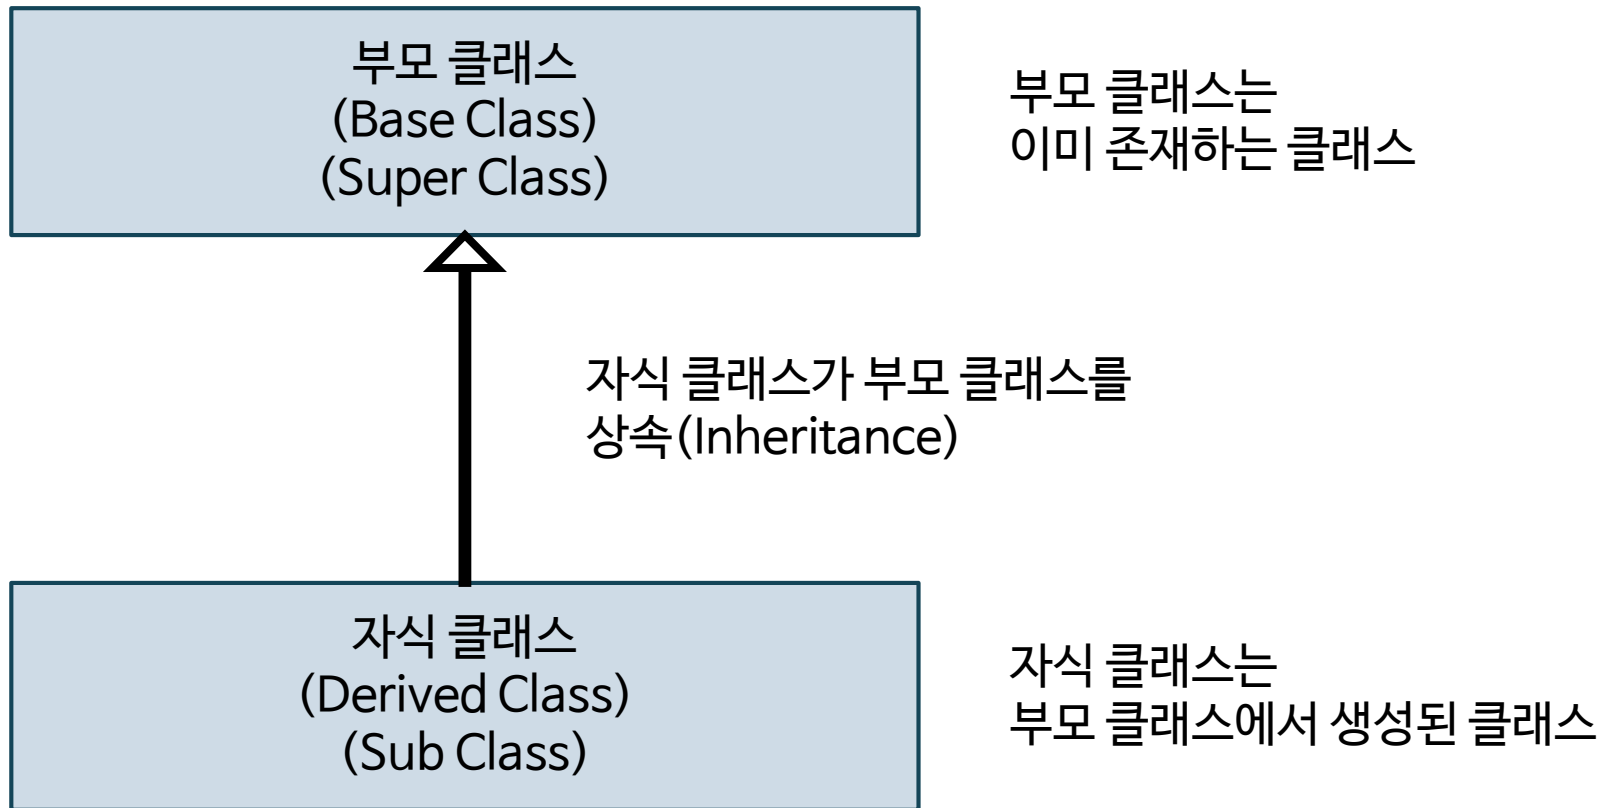 부모 클래스
(Base Class)
(Super Class)
부모 클래스는
이미 존재하는 클래스
자식 클래스가 부모 클래스를
상속(Inheritance)
자식 클래스
(Derived Class)
(Sub Class)
자식 클래스는
부모 클래스에서 생성된 클래스